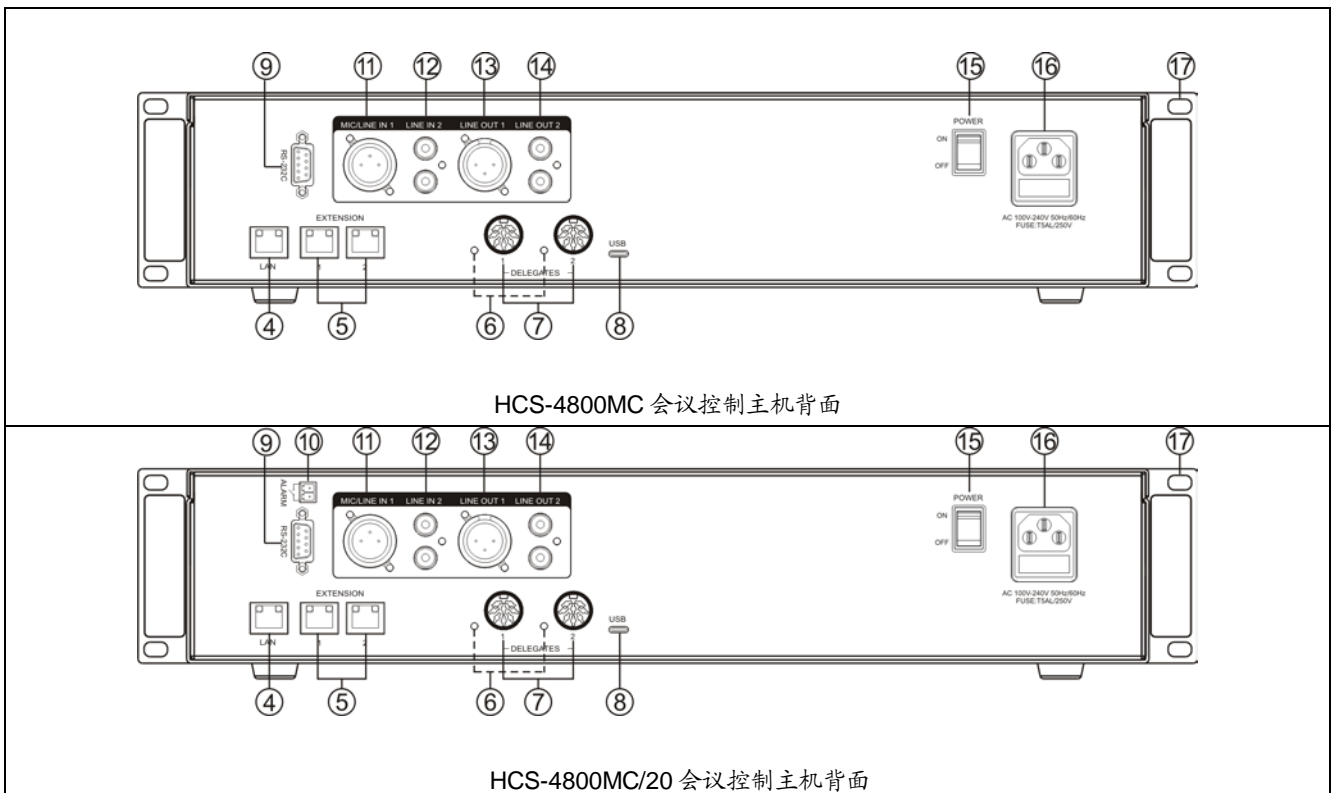 ⑨ ⑪ ⑫ ⑬ ⑭ ⑮ ⑯ ⑰
POWER
MIC/LINE IN 1 LINE IN 2 LINE OUT 1 LINE OUT 2
ON
OFF
RS-232C
AC 100V-240V 50Hz/60Hz
FUSE:T5AL/250V
EXTENSION
USB
LAN 1 2 1 2
DELEGATES
④ ⑤ ⑥ ⑦ ⑧
HCS-4800MC 会议控制主机背面
⑨ ⑩ ⑪ ⑫ ⑬ ⑭ ⑮ ⑯ ⑰
ALARM
POWER
MIC/LINE IN 1 LINE IN 2 LINE OUT 1 LINE OUT 2
ON
OFF
RS-232C
AC 100V-240V 50Hz/60Hz
FUSE:T5AL/250V
EXTENSION
USB
LAN 1 2 1 2
DELEGATES
④ ⑤ ⑥ ⑦ ⑧
HCS-4800MC/20 会议控制主机背面